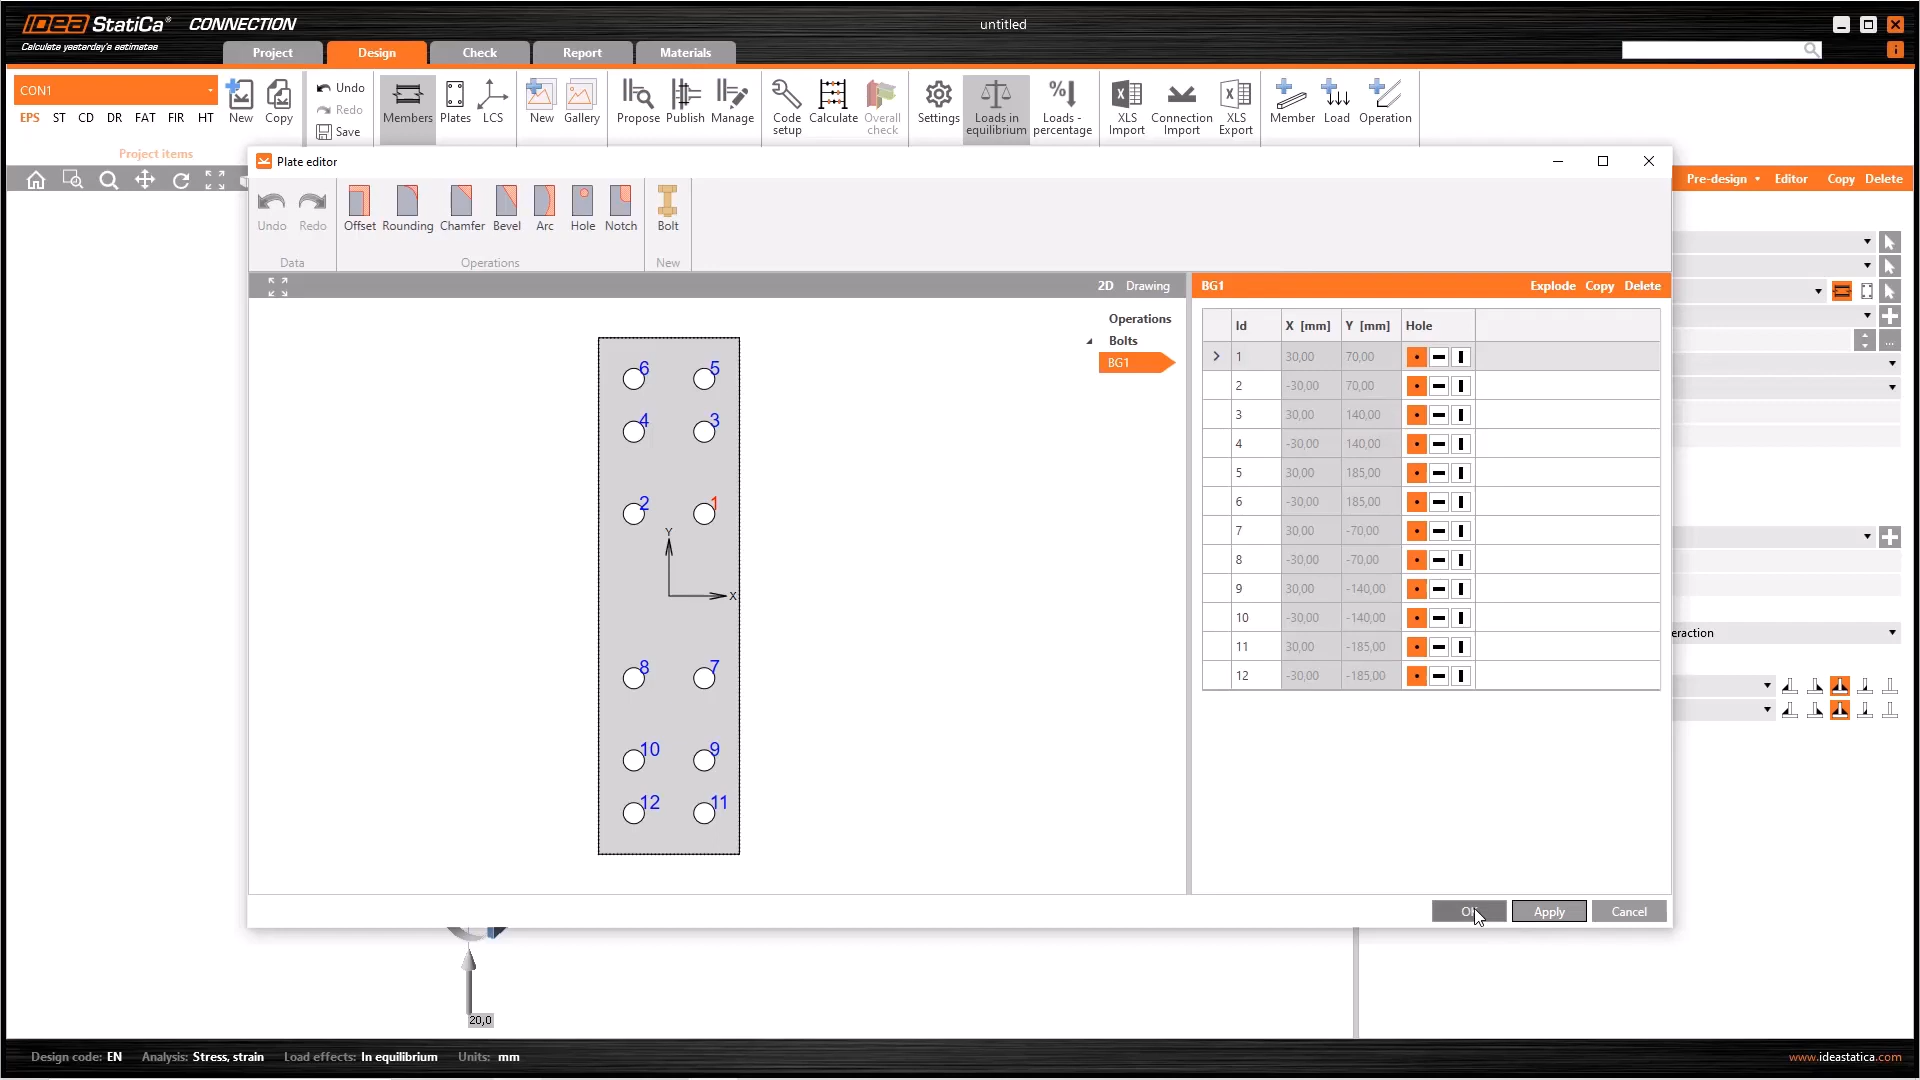 IDEA StatiCa® CONNECTION
Calculate yesterday's estimates
untitled
Project Design Check Report Materials
CON1
EPS ST CD DR FAT FIR HT
New Copy
Project items
Undo
Redo
Save
Members Plates LCS
New Gallery
Propose Publish Manage
Code setup Calculate Overall check
Settings Loads in equilibrium Loads - percentage
XLS Import Connection Import XLS Export
Member Load Operation
Plate editor
Pre-design Editor Copy Delete
Undo Redo
Data
Offset Rounding Chamfer Bevel Arc Hole Notch
Operations
Bolt
New
2D Drawing
Operations
Bolts
BG1
6 5
4 3
2 1
Y
X
8 7
10 9
12 11
BG1 Explode Copy Delete
Id X [mm] Y [mm] Hole
1 30,00 70,00
2 -30,00 70,00
3 30,00 140,00
4 -30,00 140,00
5 30,00 185,00
6 -30,00 185,00
7 30,00 -70,00
8 -30,00 -70,00
9 30,00 -140,00
10 -30,00 -140,00
11 30,00 -185,00
12 -30,00 -185,00
...
eraction
Apply Cancel
20,0
Design code: EN Analysis: Stress, strain Load effects: In equilibrium Units: mm
www.ideastatica.com